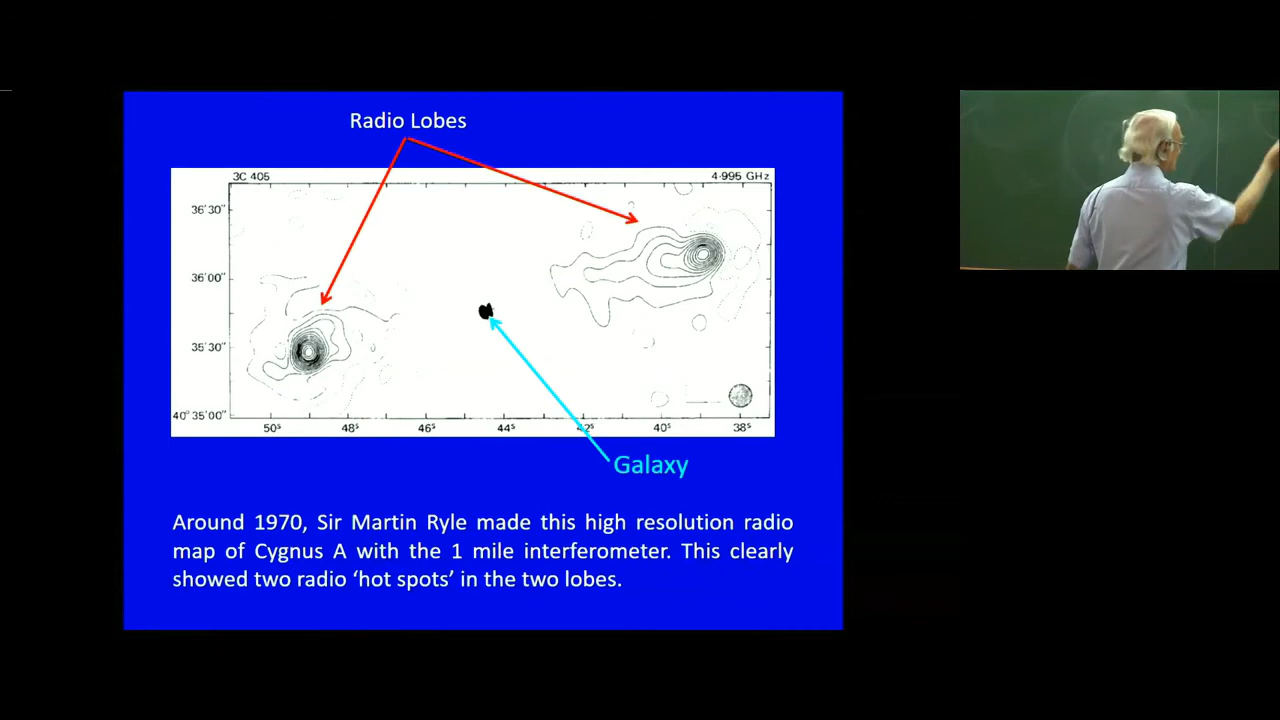 Radio Lobes
3C 405
4·995 GHz
36'30"
36'00"
35'30"
40° 35'00"
50ˢ 48ˢ 46ˢ 44ˢ 42ˢ 40ˢ 38ˢ
Galaxy
Around 1970, Sir Martin Ryle made this high resolution radio
map of Cygnus A with the 1 mile interferometer. This clearly
showed two radio ‘hot spots’ in the two lobes.